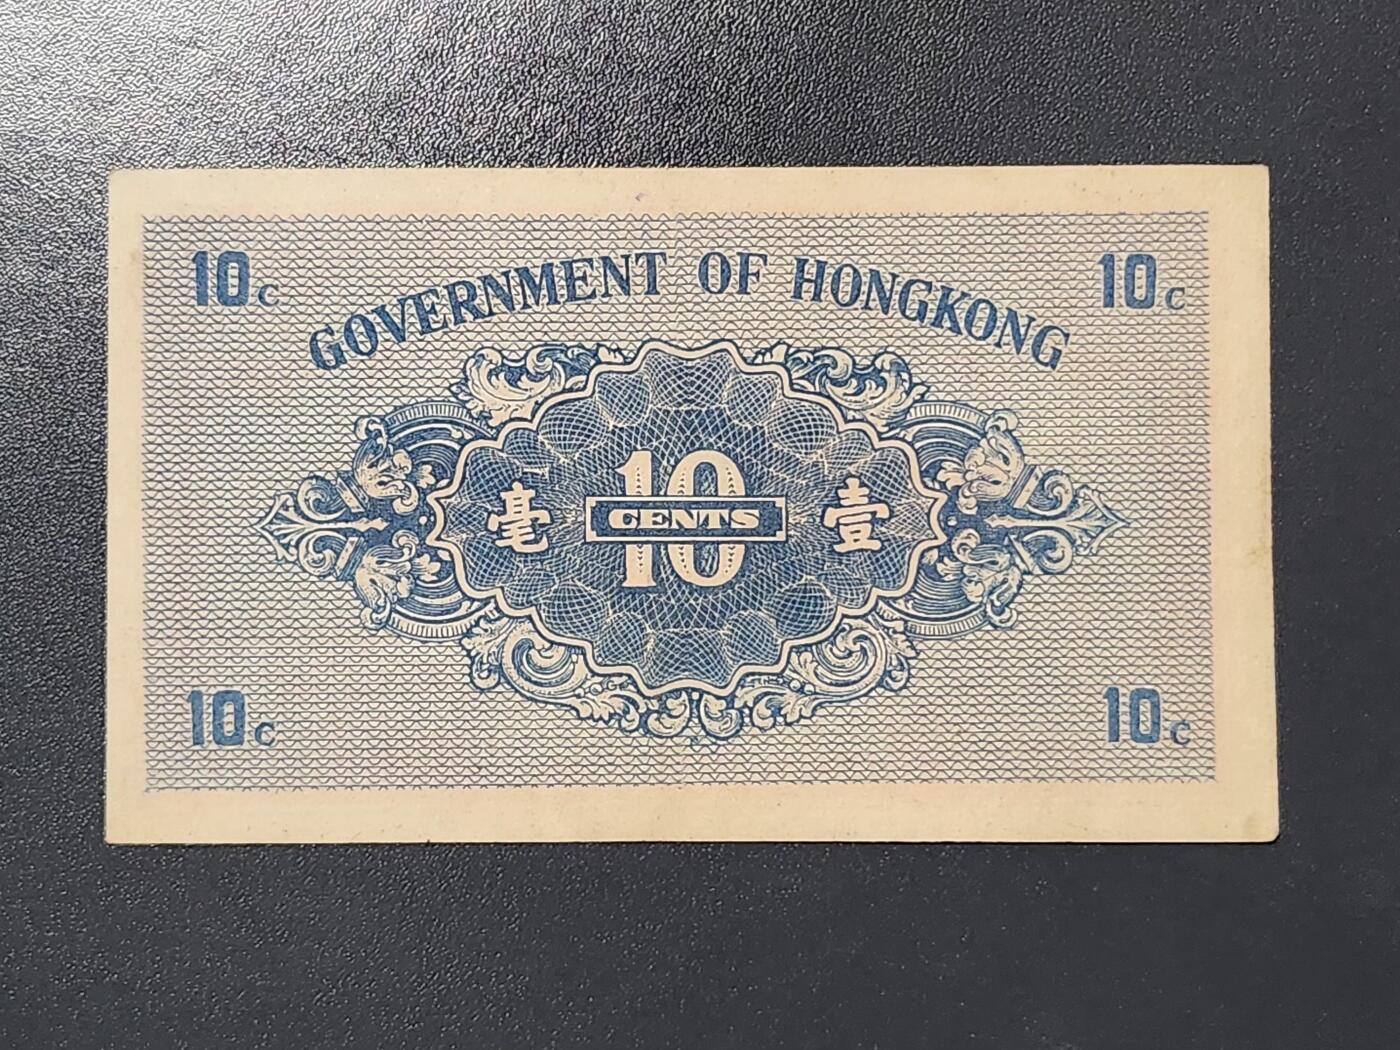 10c 10c
GOVERNMENT OF HONGKONG
毫 10 壹
CENTS
10c 10c